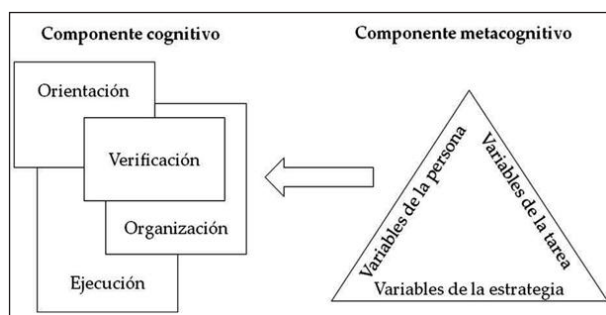 Componente cognitivo
Componente metacognitivo
Orientación
Verificación
Organización
Ejecución
Variables de la persona
Variables de la tarea
Variables de la estrategia